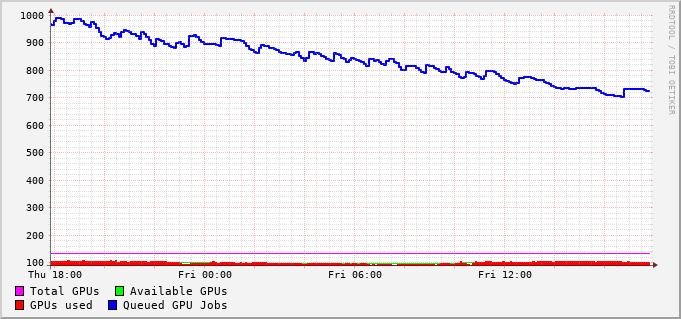 1000
900
800
700
600
500
400
300
200
100
Thu 18:00 Fri 00:00 Fri 06:00 Fri 12:00
Total GPUs Available GPUs
GPUs used Queued GPU Jobs
RRDTOOL / TOBI OETIKER